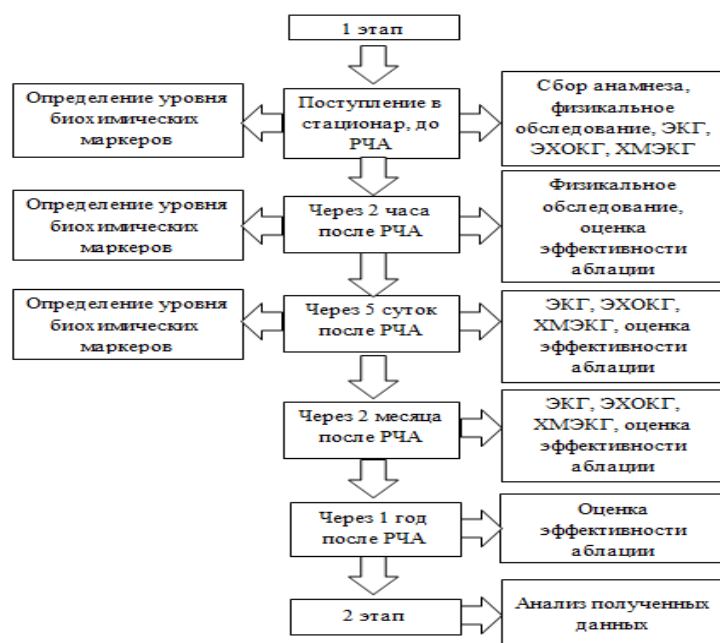 1 этап
Определение уровня
биохимических
маркеров
Поступление в
стационар, до
РЧА
Сбор анамнеза,
физикальное
обследование, ЭКГ,
ЭХОКГ, ХМЭКГ
Определение уровня
биохимических
маркеров
Через 2 часа
после РЧА
Физикальное
обследование,
оценка
эффективности
аблации
Определение уровня
биохимических
маркеров
Через 5 суток
после РЧА
ЭКГ, ЭХОКГ,
ХМЭКГ, оценка
эффективности
аблации
Через 2 месяца
после РЧА
ЭКГ, ЭХОКГ,
ХМЭКГ, оценка
эффективности
аблации
Через 1 год
после РЧА
Оценка
эффективности
аблации
2 этап
Анализ полученных
данных